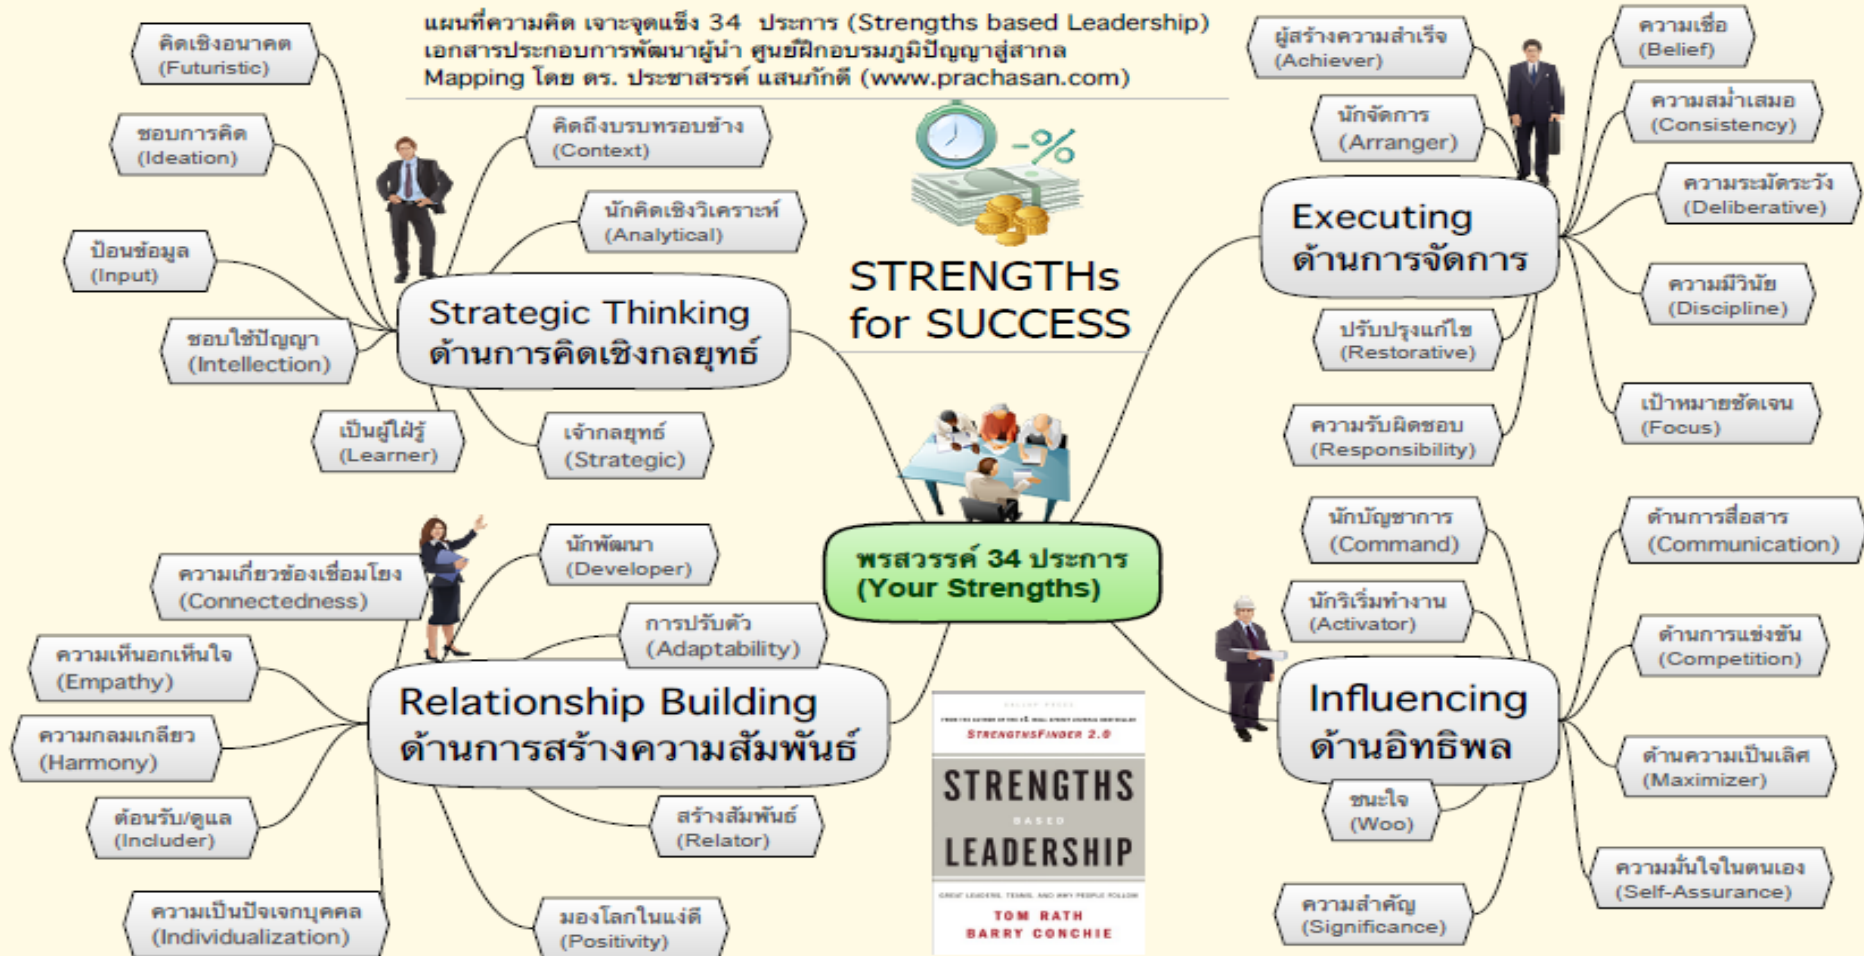 แผนที่ความคิด เจาะจุดแข็ง 34 ประการ (Strengths based Leadership)
เอกสารประกอบการพัฒนาผู้นำ ศูนย์ฝึกอบรมภูมิปัญญาสู่สากล
Mapping โดย ดร. ประชาสรรค์ แสนภักดี (www.prachasan.com)
คิดเชิงอนาคต
(Futuristic)
ชอบการคิด
(Ideation)
ป้อนข้อมูล
(Input)
ชอบใช้ปัญญา
(Intellection)
เป็นผู้ใฝ่รู้
(Learner)
คิดถึงบรบทรอบข้าง
(Context)
นักคิดเชิงวิเคราะห์
(Analytical)
Strategic Thinking
ด้านการคิดเชิงกลยุทธ์
เจ้ากลยุทธ์
(Strategic)
-%
STRENGTHs
for SUCCESS
ผู้สร้างความสำเร็จ
(Achiever)
นักจัดการ
(Arranger)
Executing
ด้านการจัดการ
ปรับปรุงแก้ไข
(Restorative)
ความรับผิดชอบ
(Responsibility)
ความเชื่อ
(Belief)
ความสม่ำเสมอ
(Consistency)
ความระมัดระวัง
(Deliberative)
ความมีวินัย
(Discipline)
เป้าหมายชัดเจน
(Focus)
พรสวรรค์ 34 ประการ
(Your Strengths)
นักพัฒนา
(Developer)
ความเกี่ยวข้องเชื่อมโยง
(Connectedness)
การปรับตัว
(Adaptability)
ความเห็นอกเห็นใจ
(Empathy)
Relationship Building
ด้านการสร้างความสัมพันธ์
ความกลมเกลียว
(Harmony)
ต้อนรับ/ดูแล
(Includer)
สร้างสัมพันธ์
(Relator)
ความเป็นปัจเจกบุคคล
(Individualization)
มองโลกในแง่ดี
(Positivity)
STRENGTHSFINDER 2.0
STRENGTHS
BASED
LEADERSHIP
GREAT LEADERS, TEAMS, AND WHY PEOPLE FOLLOW
TOM RATH
BARRY CONCHIE
นักบัญชาการ
(Command)
นักริเริ่มทำงาน
(Activator)
Influencing
ด้านอิทธิพล
ชนะใจ
(Woo)
ความสำคัญ
(Significance)
ด้านการสื่อสาร
(Communication)
ด้านการแข่งขัน
(Competition)
ด้านความเป็นเลิศ
(Maximizer)
ความมั่นใจในตนเอง
(Self-Assurance)